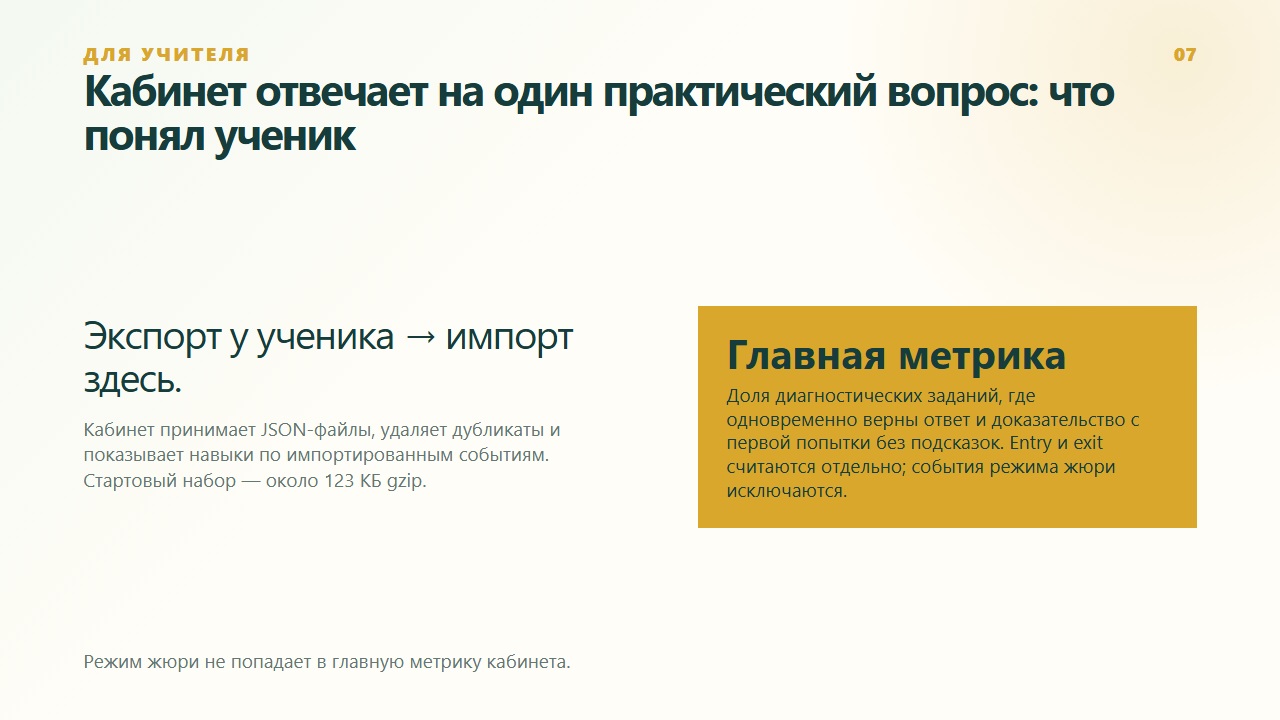 ДЛЯ УЧИТЕЛЯ
07
Кабинет отвечает на один практический вопрос: что
понял ученик
Экспорт у ученика → импорт
здесь.
Кабинет принимает JSON-файлы, удаляет дубликаты и
показывает навыки по импортированным событиям.
Стартовый набор — около 123 КБ gzip.
Главная метрика
Доля диагностических заданий, где
одновременно верны ответ и доказательство с
первой попытки без подсказок. Entry и exit
считаются отдельно; события режима жюри
исключаются.
Режим жюри не попадает в главную метрику кабинета.